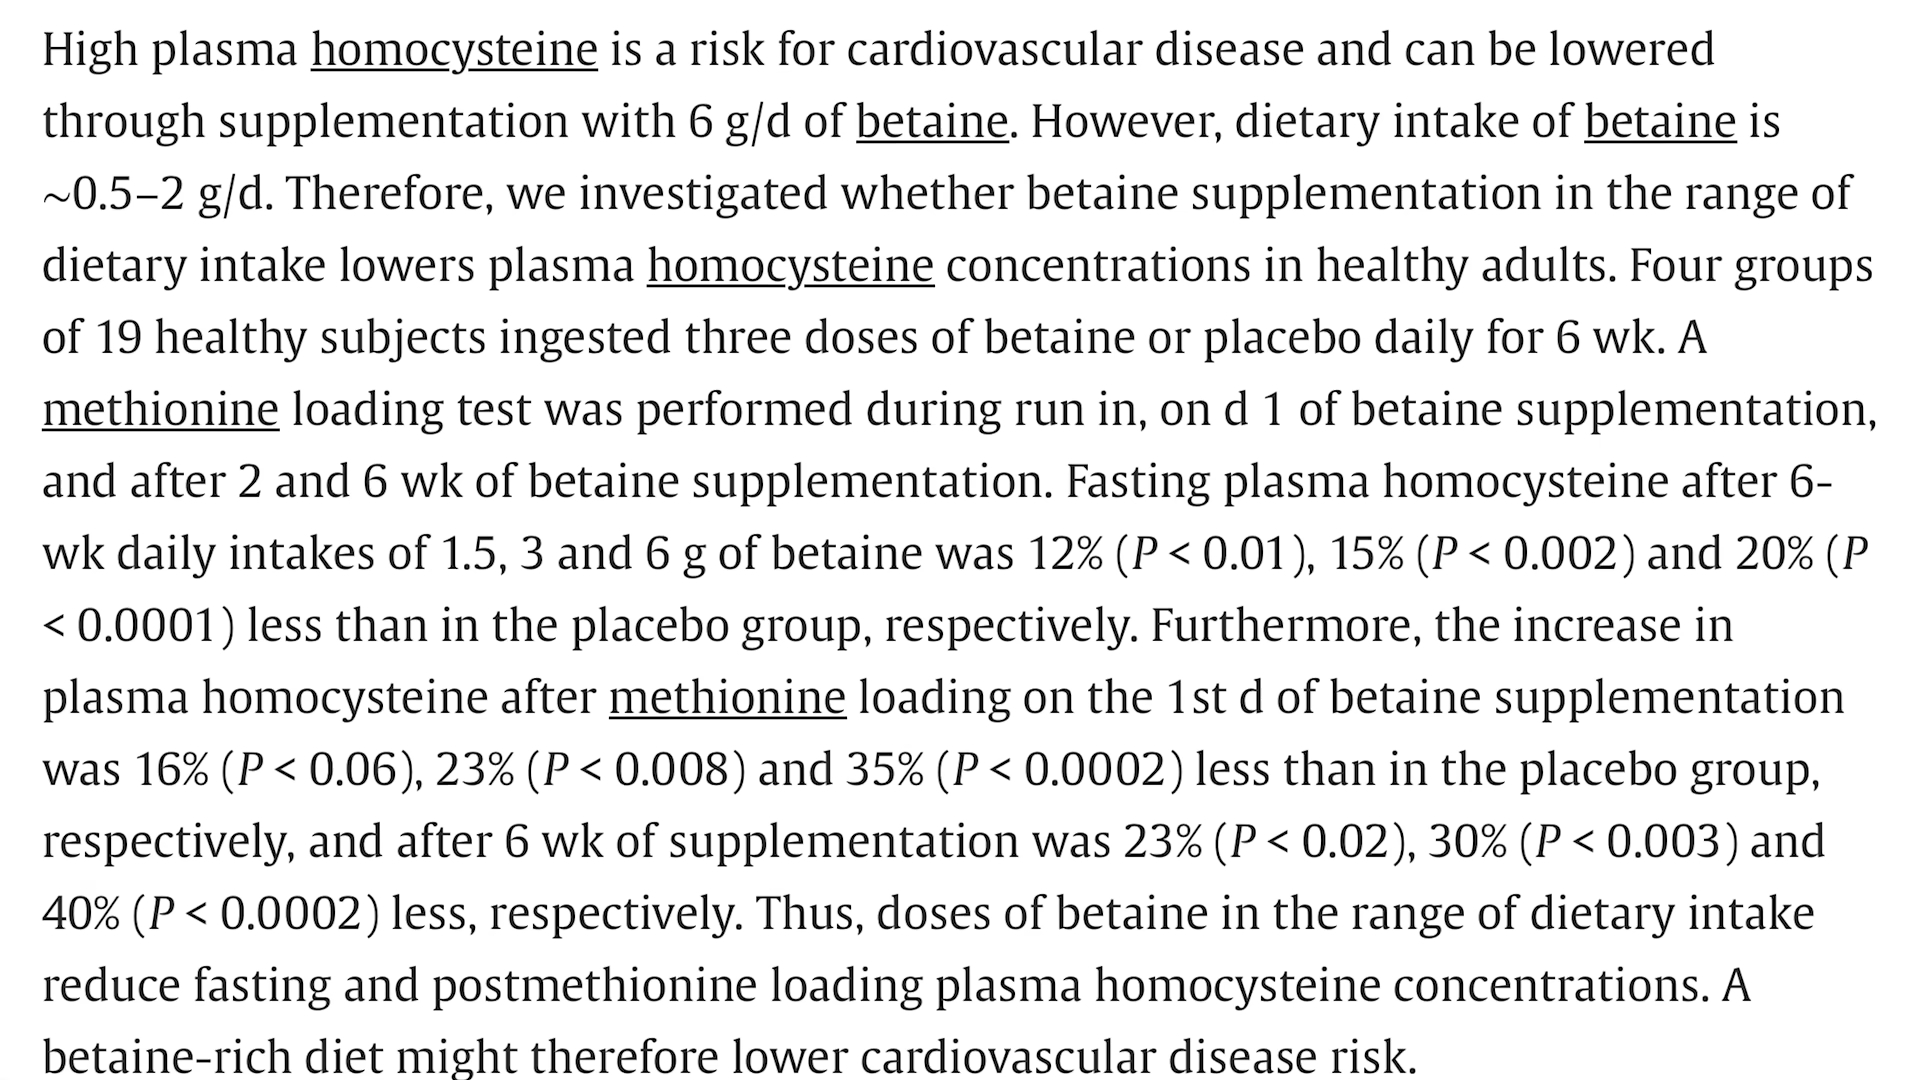 High plasma homocysteine is a risk for cardiovascular disease and can be lowered
through supplementation with 6 g/d of betaine. However, dietary intake of betaine is
~0.5–2 g/d. Therefore, we investigated whether betaine supplementation in the range of
dietary intake lowers plasma homocysteine concentrations in healthy adults. Four groups
of 19 healthy subjects ingested three doses of betaine or placebo daily for 6 wk. A
methionine loading test was performed during run in, on d 1 of betaine supplementation,
and after 2 and 6 wk of betaine supplementation. Fasting plasma homocysteine after 6-
wk daily intakes of 1.5, 3 and 6 g of betaine was 12% (P < 0.01), 15% (P < 0.002) and 20% (P
< 0.0001) less than in the placebo group, respectively. Furthermore, the increase in
plasma homocysteine after methionine loading on the 1st d of betaine supplementation
was 16% (P < 0.06), 23% (P < 0.008) and 35% (P < 0.0002) less than in the placebo group,
respectively, and after 6 wk of supplementation was 23% (P < 0.02), 30% (P < 0.003) and
40% (P < 0.0002) less, respectively. Thus, doses of betaine in the range of dietary intake
reduce fasting and postmethionine loading plasma homocysteine concentrations. A
betaine-rich diet might therefore lower cardiovascular disease risk.